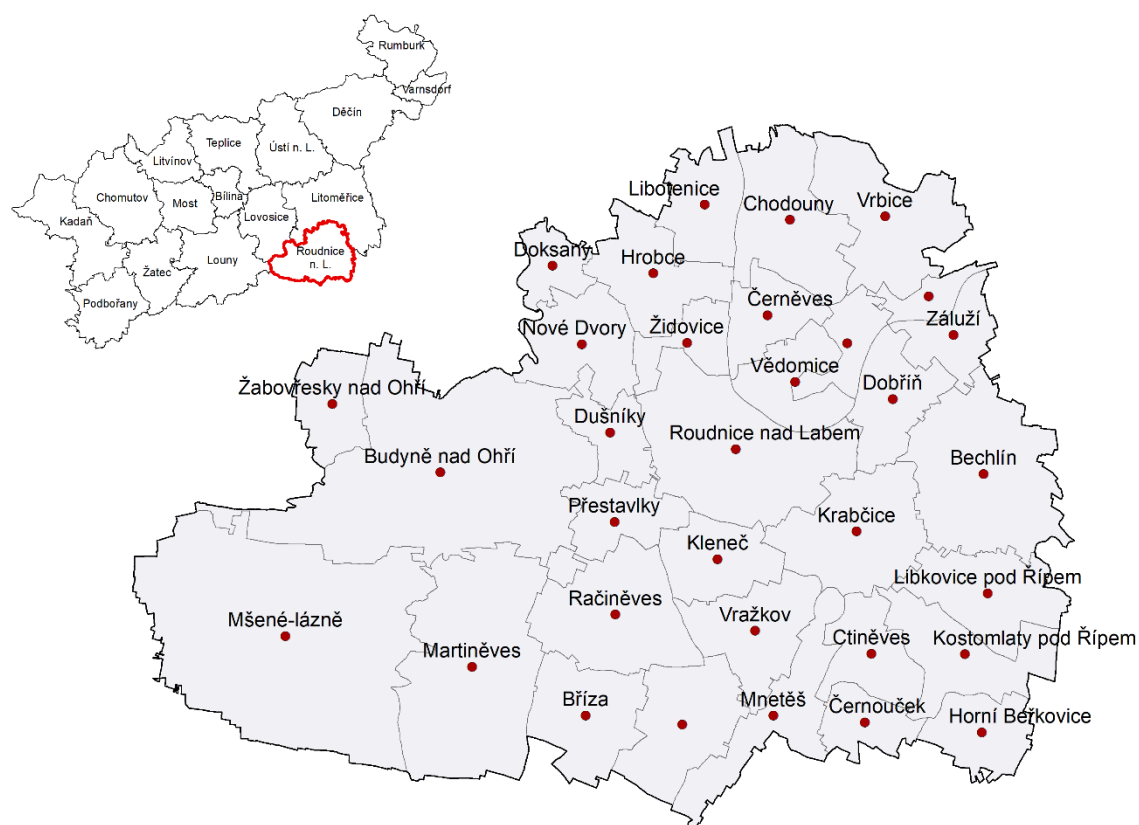 Rumburk
Varnsdorf
Děčín
Teplice
Ústí n. L.
Litvínov
Chomutov
Most
Bílina
Litoměřice
Kadaň
Lovosice
Roudnice
n. L.
Louny
Žatec
Podbořany
Libotenice
Chodouny
Vrbice
Doksany
Hrobce
Černěves
Záluží
Nové Dvory
Židovice
Vědomice
Dobříň
Žabovřesky nad Ohří
Dušníky
Roudnice nad Labem
Budyně nad Ohří
Bechlín
Přestavlky
Krabčice
Kleneč
Libkovice pod Řípem
Račiněves
Vražkov
Mšené-lázně
Ctiněves
Kostomlaty pod Řípem
Martiněves
Bříza
Mnetěš
Černouček
Horní Beřkovice